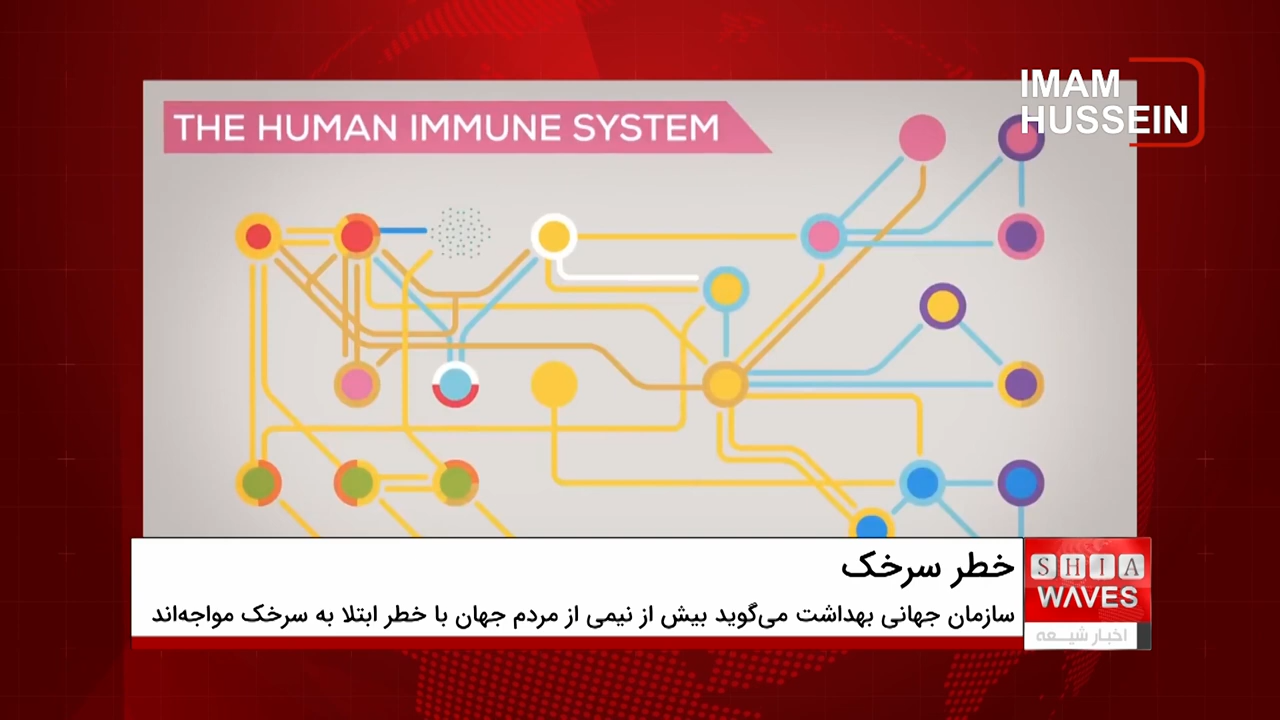 IMAM
HUSSEIN
THE HUMAN IMMUNE SYSTEM
خطر سرخک
سازمان جهانی بهداشت می‌گوید بیش از نیمی از مردم جهان با خطر ابتلا به سرخک مواجه‌اند
SHIA
WAVES
اخبار شیعه